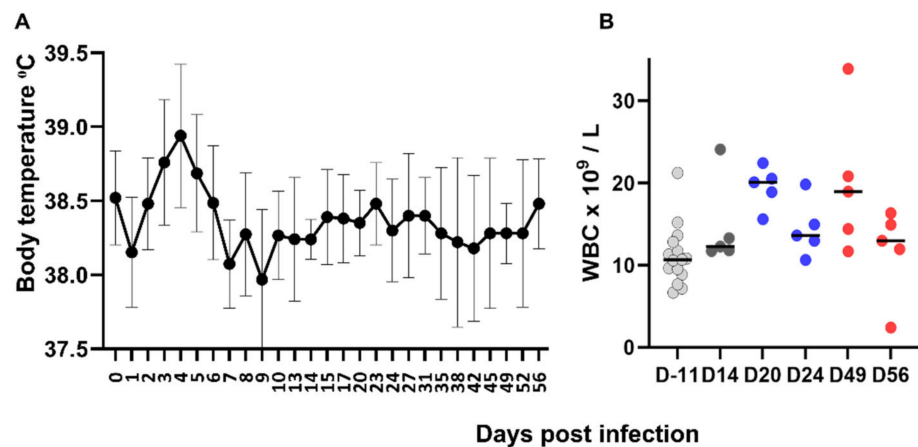 A
B
Body temperature ºC
39.5
39.0
38.5
38.0
37.5
0 1 2 3 4 5 6 7 8 9 10 13 14 15 17 20 23 24 27 31 35 38 42 45 49 52 56
WBC x 10⁹ / L
30
20
10
0
D-11 D14 D20 D24 D49 D56
Days post infection